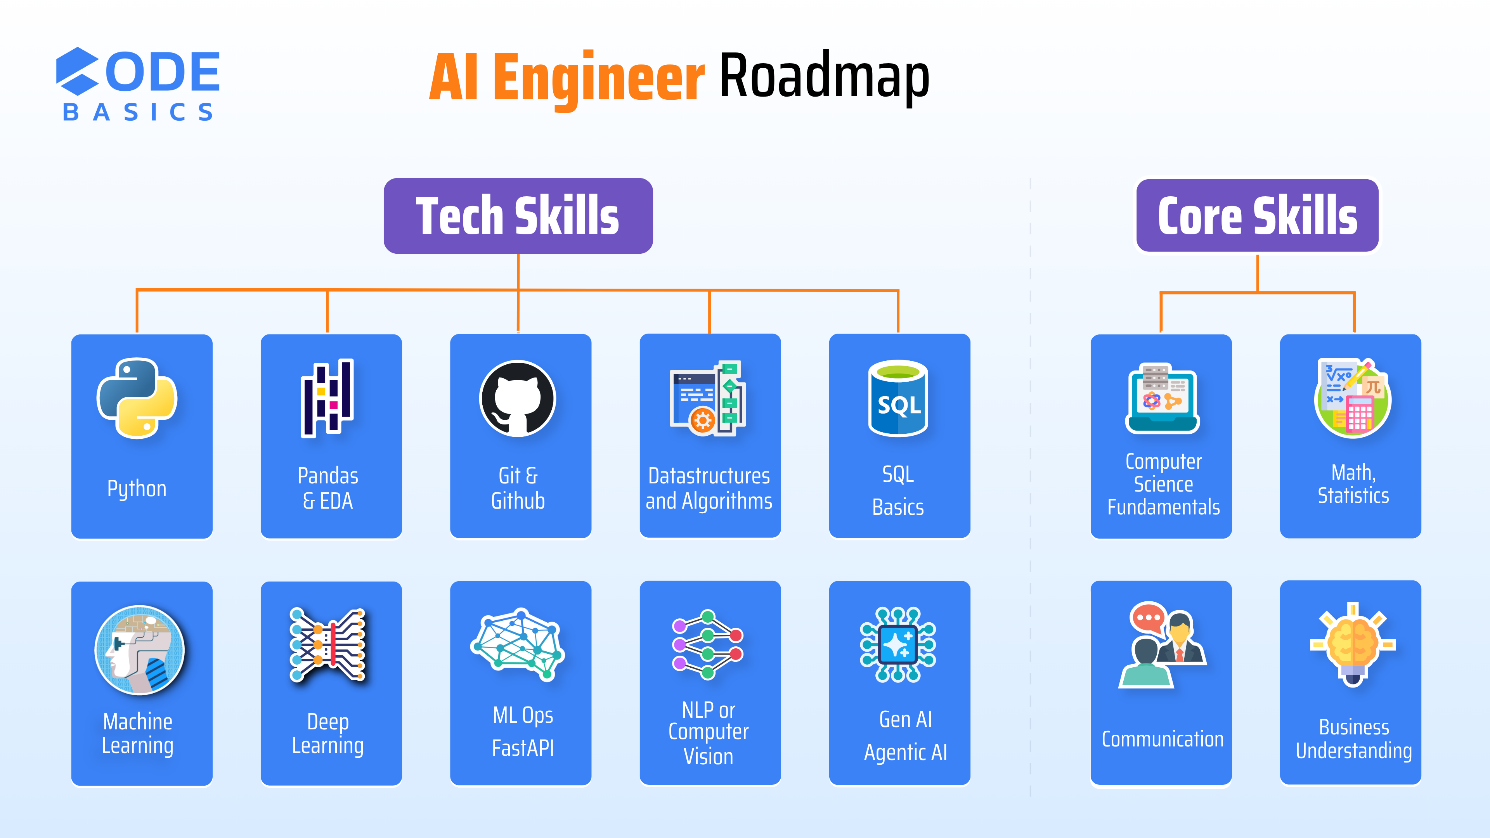 CODE
BASICS
AI Engineer Roadmap
Tech Skills
Core Skills
Python
Pandas
& EDA
Git &
Github
Datastructures
and Algorithms
SQL
SQL
Basics
Computer
Science
Fundamentals
Math,
Statistics
Machine
Learning
Deep
Learning
ML Ops
FastAPI
NLP or
Computer
Vision
Gen AI
Agentic AI
Communication
Business
Understanding